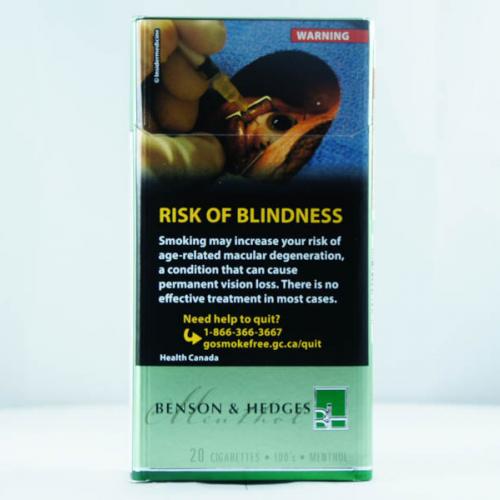 WARNING
© Insidermedicine
RISK OF BLINDNESS
Smoking may increase your risk of
age-related macular degeneration,
a condition that can cause
permanent vision loss. There is no
effective treatment in most cases.
Need help to quit?
1-866-366-3667
gosmokefree.gc.ca/quit
Health Canada
Menthol
BENSON & HEDGES
20 CIGARETTES • 100's • MENTHOL